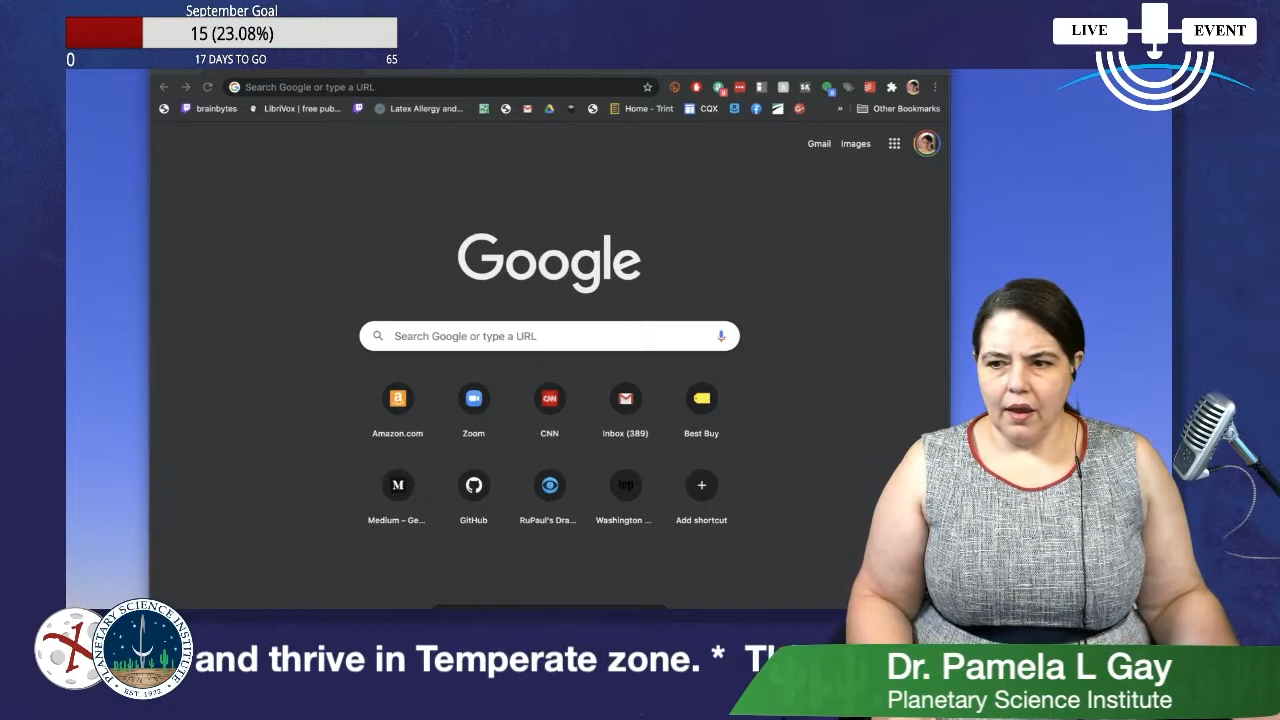 September Goal
15 (23.08%)
0 17 DAYS TO GO 65
LIVE EVENT
Search Google or type a URL
brainbytes LibriVox | free pub... Latex Allergy and... Home - Trint CQX » Other Bookmarks
Gmail Images
Google
Search Google or type a URL
Amazon.com Zoom CNN Inbox (389) Best Buy
Medium – Ge... GitHub RuPaul's Dra... Washington ... Add shortcut
PLANETARY SCIENCE INSTITUTE
EST. 1972
and thrive in Temperate zone. *
Dr. Pamela L Gay
Planetary Science Institute